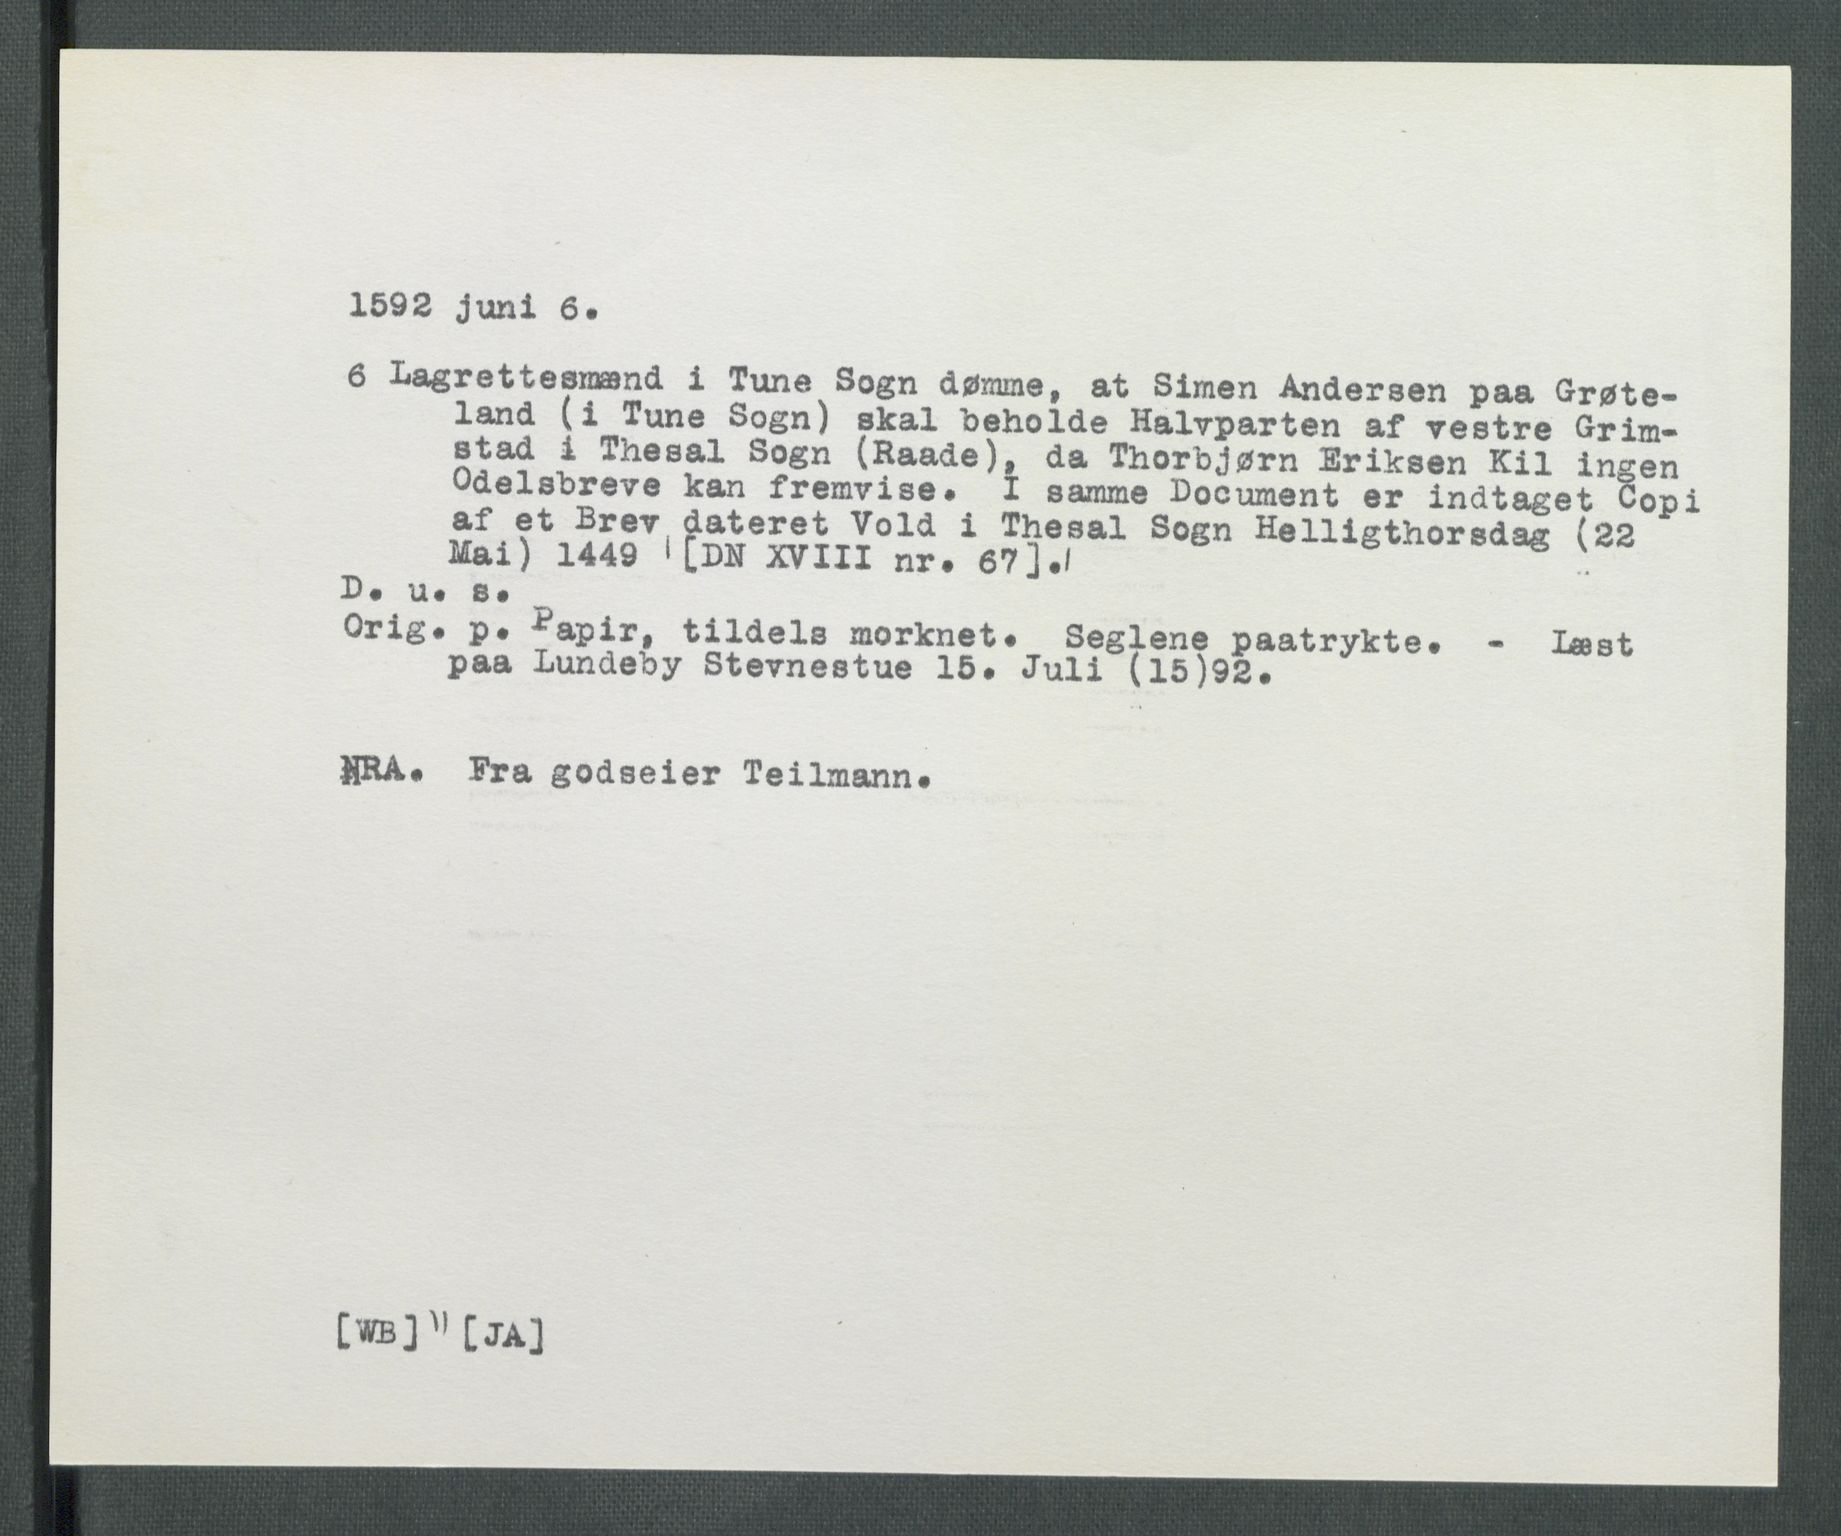 1592 juni 6.
6 Lagrettesmænd i Tune Sogn dømme, at Simen Andersen paa Grøte-
land (i Tune Sogn) skal beholde Halvparten af vestre Grim-
stad i Thesal Sogn (Raade), da Thorbjørn Eriksen Kil ingen
Odelsbreve kan fremvise. I samme Document er indtaget Copi
af et Brev dateret Vold i Thesal Sogn Helligthorsdag (22
Mai) 1449 [DN XVIII nr. 67].
D. u. s.
Orig. p. Papir, tildels morknet. Seglene paatrykte. - Læst
paa Lundeby Stevnestue 15. Juli (15)92.
NRA. Fra godseier Teilmann.
[WB] [JA]